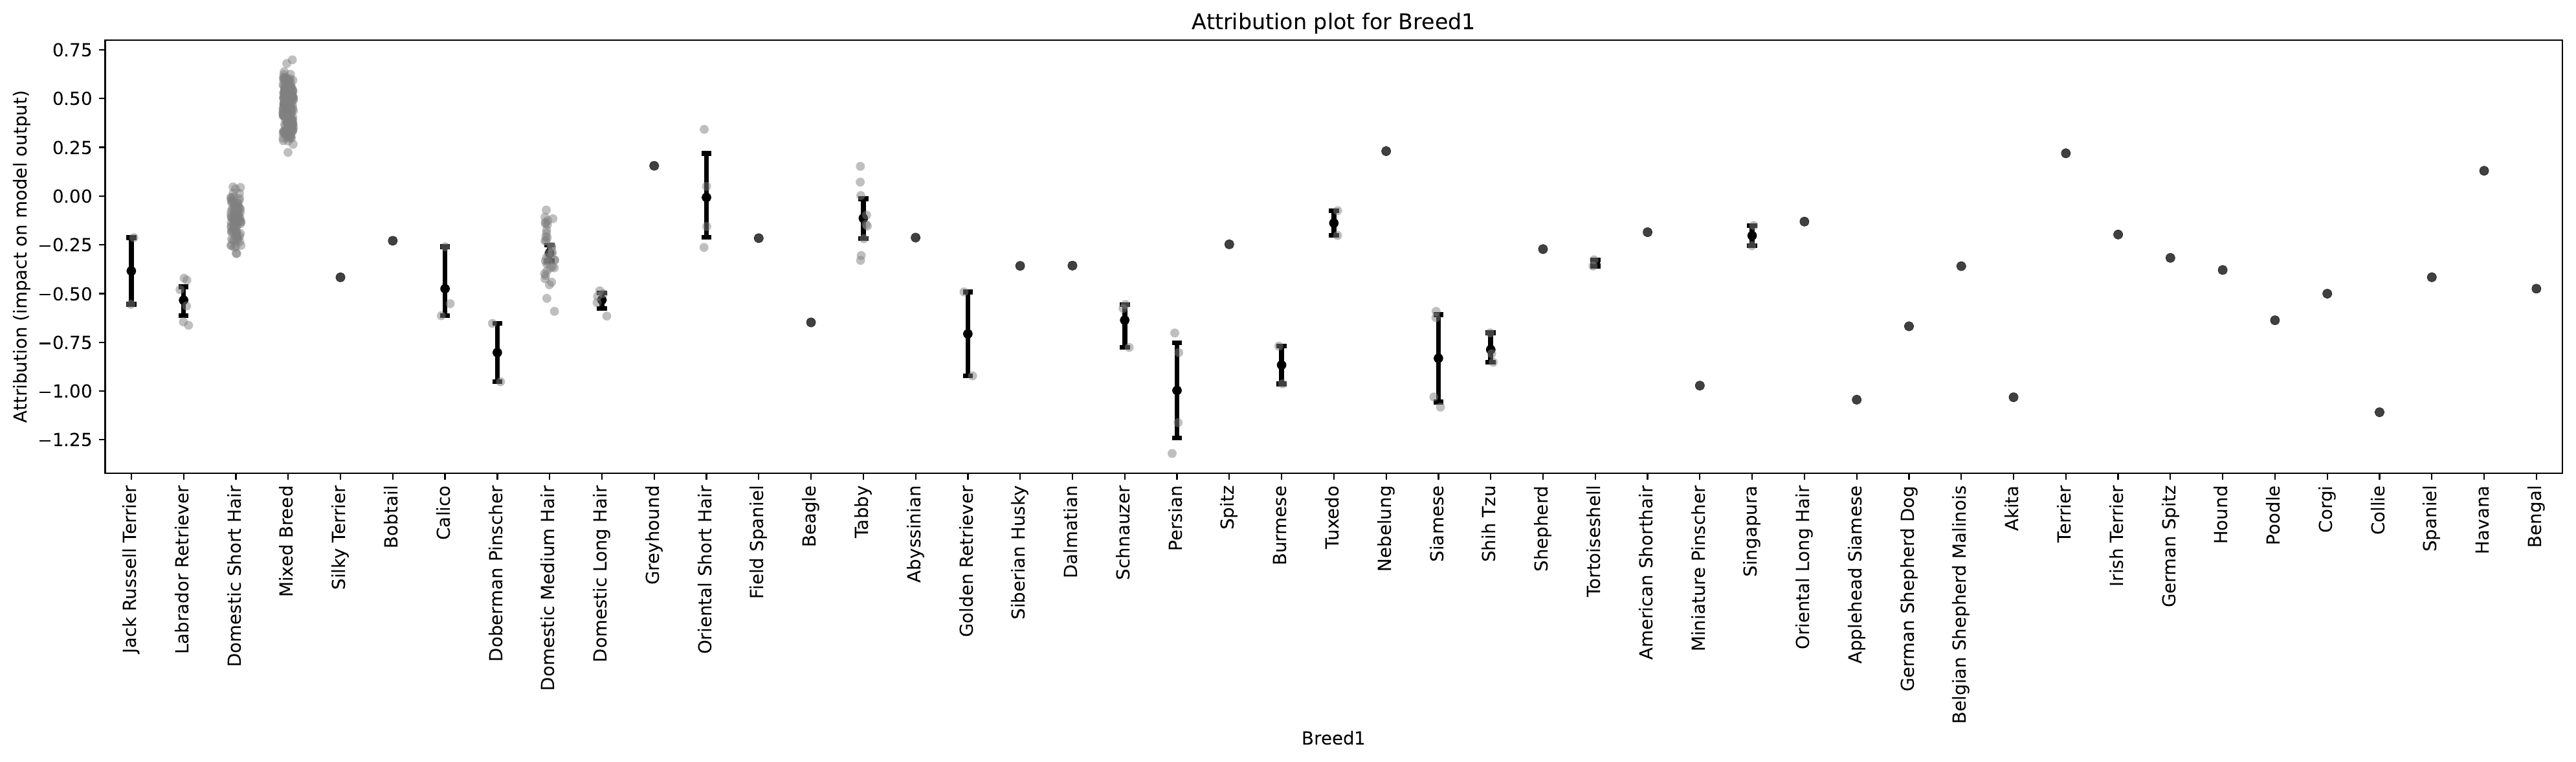 Attribution plot for Breed1
Attribution (impact on model output)
0.75
0.50
0.25
0.00
−0.25
−0.50
−0.75
−1.00
−1.25
Jack Russell Terrier
Labrador Retriever
Domestic Short Hair
Mixed Breed
Silky Terrier
Bobtail
Calico
Doberman Pinscher
Domestic Medium Hair
Domestic Long Hair
Greyhound
Oriental Short Hair
Field Spaniel
Beagle
Tabby
Abyssinian
Golden Retriever
Siberian Husky
Dalmatian
Schnauzer
Persian
Spitz
Burmese
Tuxedo
Nebelung
Siamese
Shih Tzu
Shepherd
Tortoiseshell
American Shorthair
Miniature Pinscher
Singapura
Oriental Long Hair
Applehead Siamese
German Shepherd Dog
Belgian Shepherd Malinois
Akita
Terrier
Irish Terrier
German Spitz
Hound
Poodle
Corgi
Collie
Spaniel
Havana
Bengal
Breed1